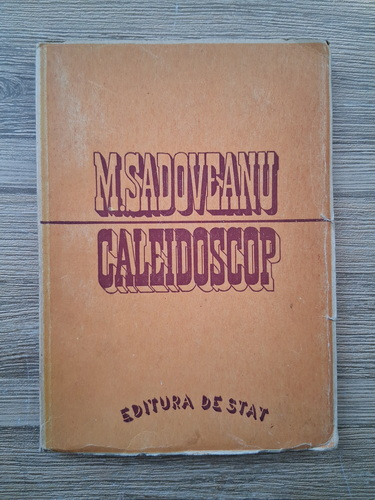 M. SADOVEANU
CALEIDOSCOP
EDITURA DE STAT